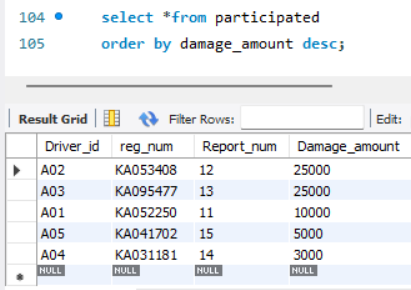 104 select *from participated
105 order by damage_amount desc;
Result Grid Filter Rows: Edit:
Driver_id reg_num Report_num Damage_amount
A02 KA053408 12 25000
A03 KA095477 13 25000
A01 KA052250 11 10000
A05 KA041702 15 5000
A04 KA031181 14 3000
NULL NULL NULL NULL